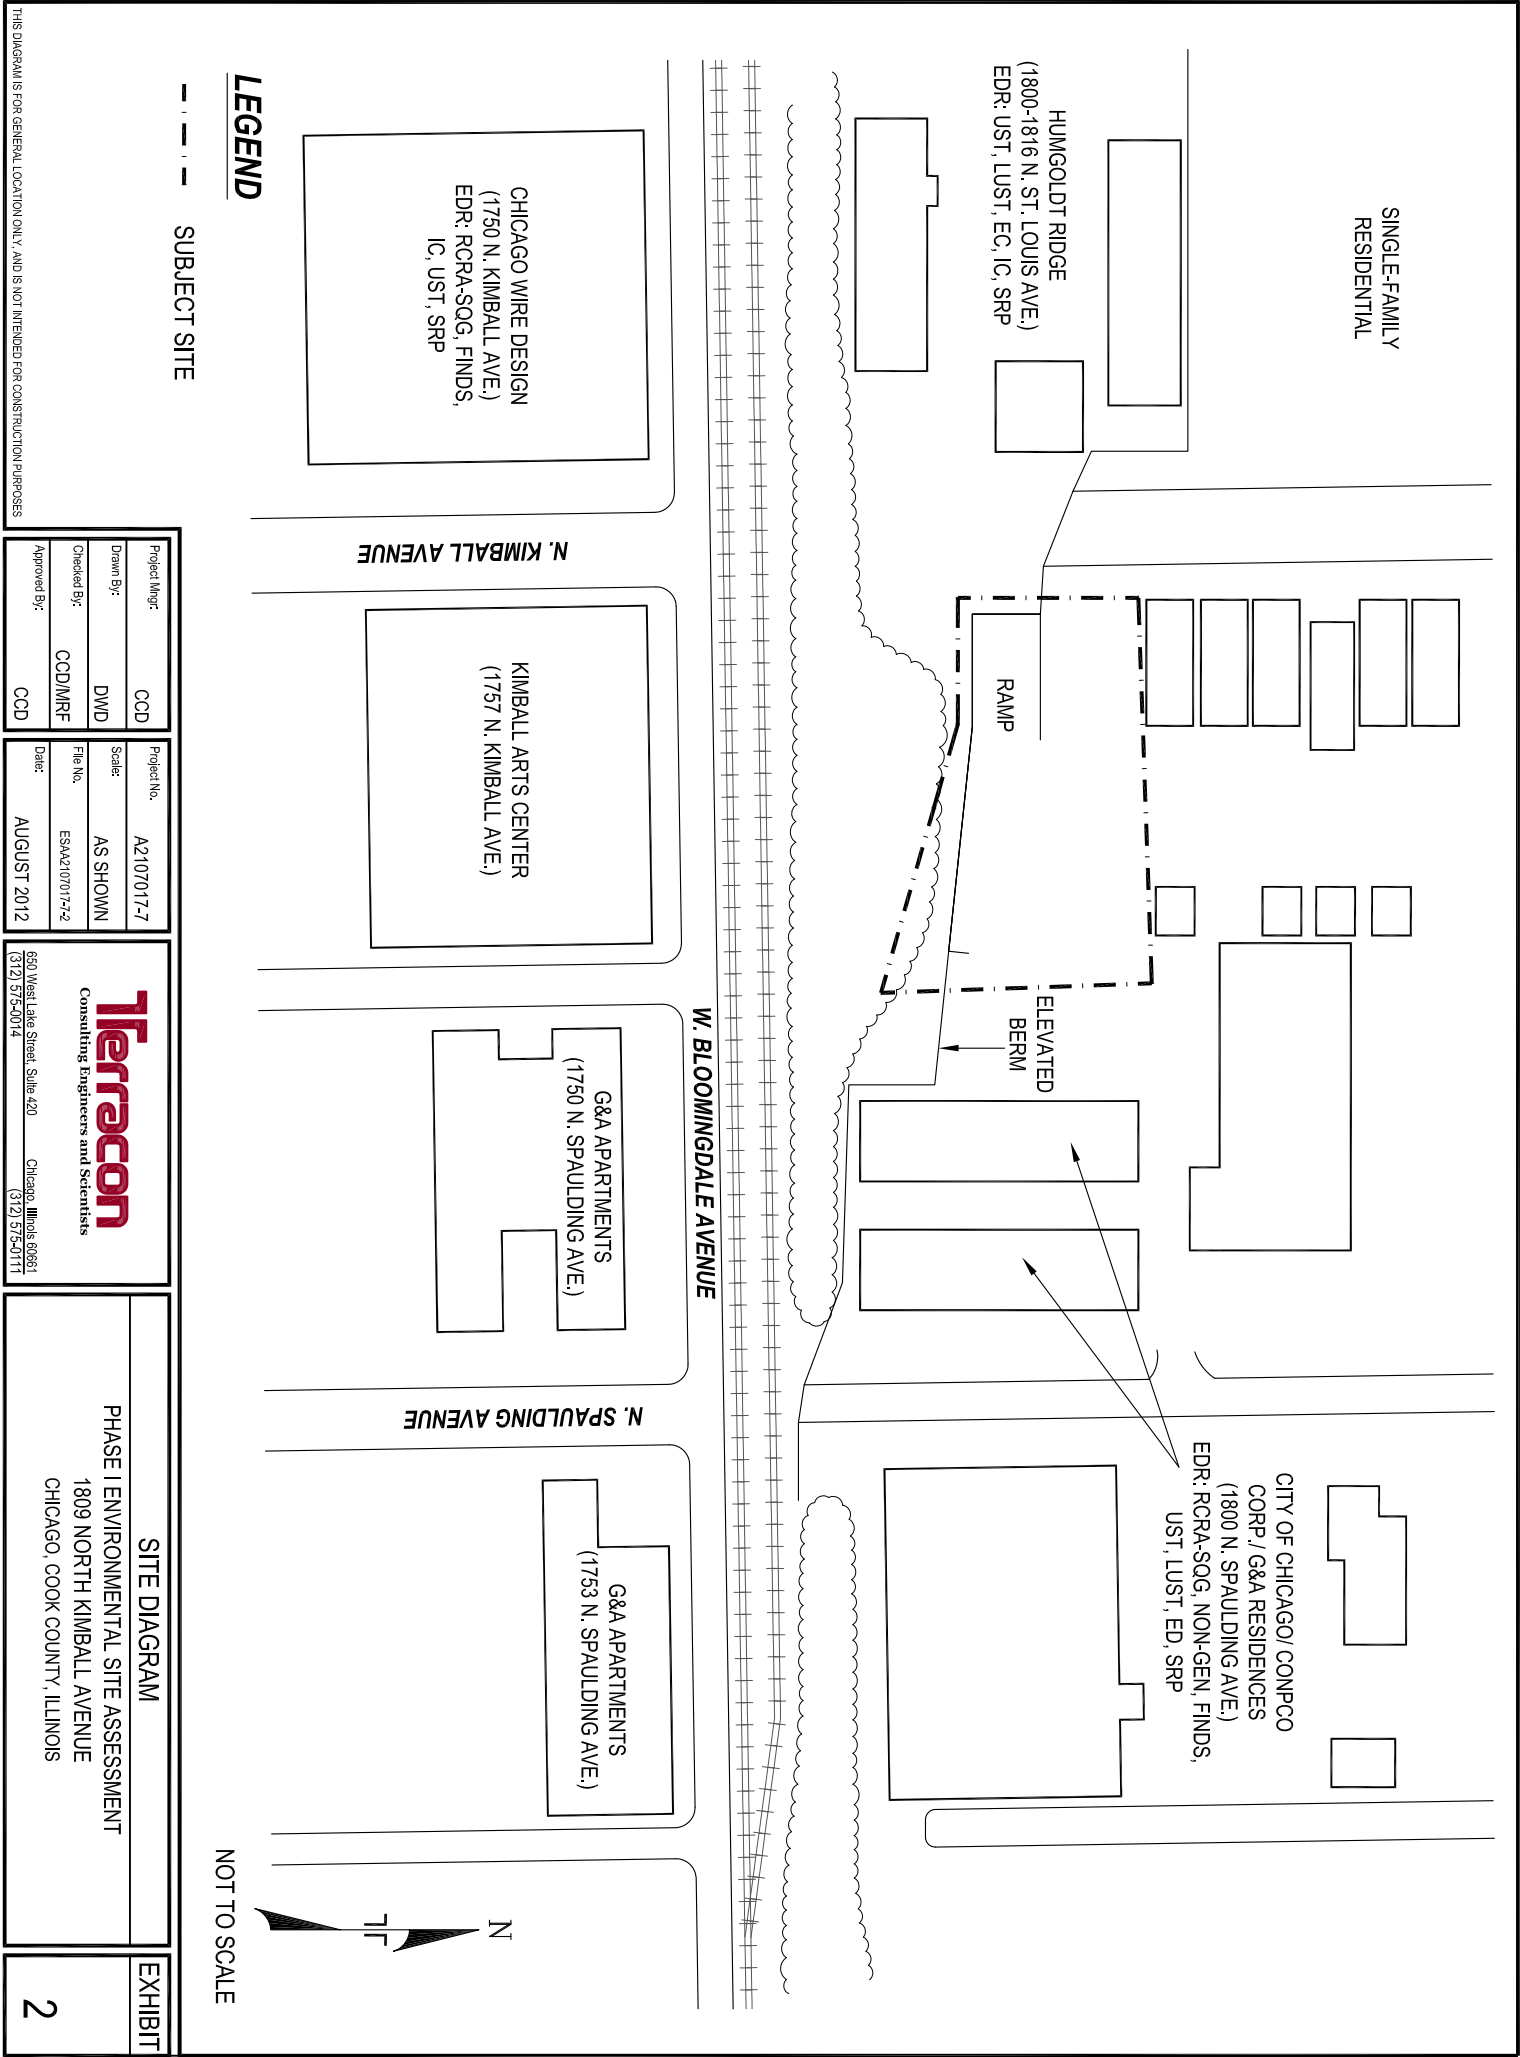 SINGLE-FAMILY
RESIDENTIAL
HUMGOLDT RIDGE
(1800-1816 N. ST. LOUIS AVE.)
EDR: UST, LUST, EC, IC, SRP
RAMP
ELEVATED
BERM
CITY OF CHICAGO/ CONPCO
CORP./ G&A RESIDENCES
(1800 N. SPAULDING AVE.)
EDR: RCRA-SQG, NON-GEN, FINDS,
UST, LUST, ED, SRP
W. BLOOMINGDALE AVENUE
CHICAGO WIRE DESIGN
(1750 N. KIMBALL AVE.)
EDR: RCRA-SQG, FINDS,
IC, UST, SRP
N. KIMBALL AVENUE
KIMBALL ARTS CENTER
(1757 N. KIMBALL AVE.)
G&A APARTMENTS
(1750 N. SPAULDING AVE.)
N. SPAULDING AVENUE
G&A APARTMENTS
(1753 N. SPAULDING AVE.)
N
NOT TO SCALE
LEGEND
SUBJECT SITE
THIS DIAGRAM IS FOR GENERAL LOCATION ONLY, AND IS NOT INTENDED FOR CONSTRUCTION PURPOSES
Project Mngr: CCD
Drawn By: DWD
Checked By: CCD/MRF
Approved By: CCD
Project No. A2107017-7
Scale: AS SHOWN
File No. ESAA2107017-7-2
Date: AUGUST 2012
Terracon
Consulting Engineers and Scientists
650 West Lake Street, Suite 420 Chicago, Illinois 60661
(312) 575-0014 (312) 575-0111
SITE DIAGRAM
PHASE I ENVIRONMENTAL SITE ASSESSMENT
1809 NORTH KIMBALL AVENUE
CHICAGO, COOK COUNTY, ILLINOIS
EXHIBIT
2